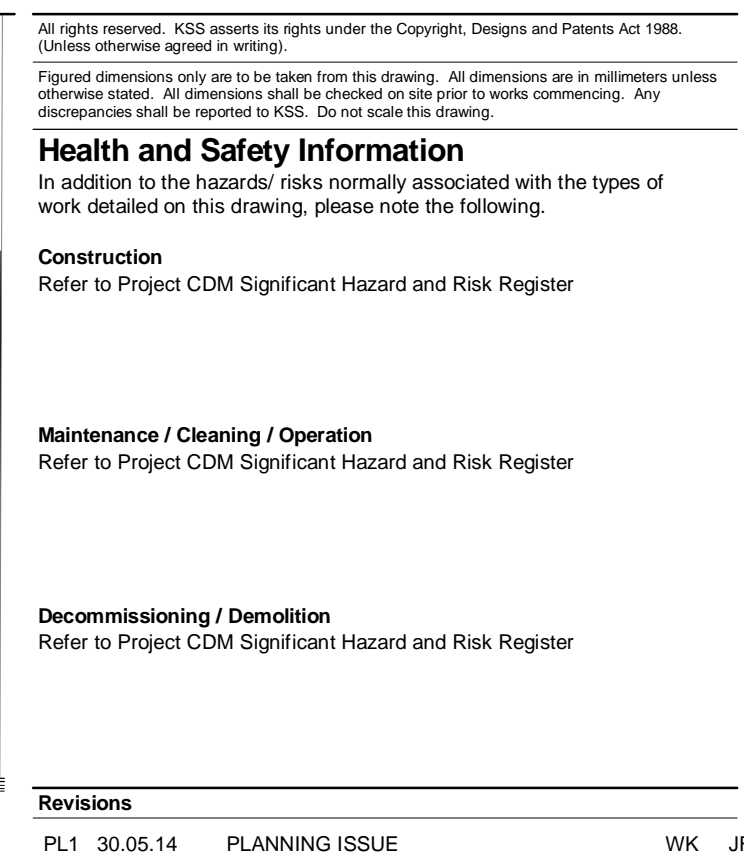 All rights reserved. KSS asserts its rights under the Copyright, Designs and Patents Act 1988.
(Unless otherwise agreed in writing).
Figured dimensions only are to be taken from this drawing. All dimensions are in millimeters unless
otherwise stated. All dimensions shall be checked on site prior to works commencing. Any
discrepancies shall be reported to KSS. Do not scale this drawing.
Health and Safety Information
In addition to the hazards/ risks normally associated with the types of
work detailed on this drawing, please note the following.
Construction
Refer to Project CDM Significant Hazard and Risk Register
Maintenance / Cleaning / Operation
Refer to Project CDM Significant Hazard and Risk Register
Decommissioning / Demolition
Refer to Project CDM Significant Hazard and Risk Register
Revisions
PL1 30.05.14 PLANNING ISSUE WK